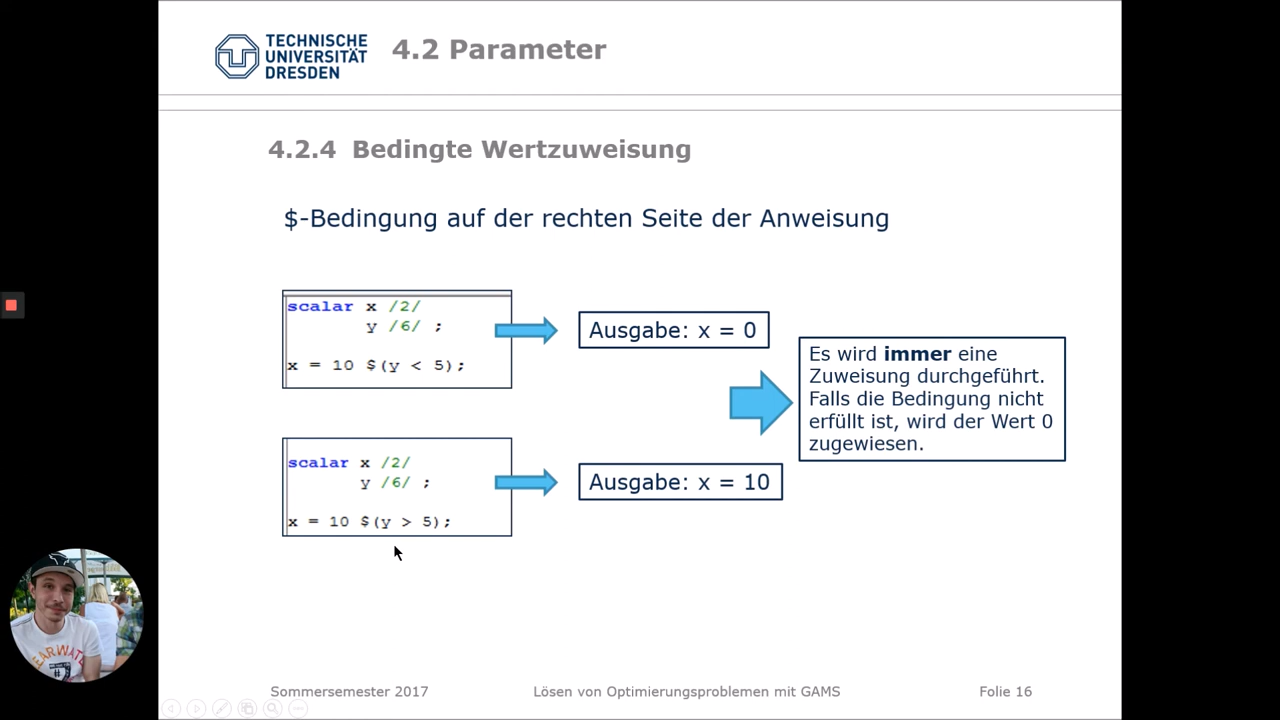 TECHNISCHE
UNIVERSITÄT
DRESDEN
4.2 Parameter
4.2.4 Bedingte Wertzuweisung
$-Bedingung auf der rechten Seite der Anweisung
scalar x /2/
y /6/ ;
x = 10 $(y < 5);
Ausgabe: x = 0
Es wird immer eine
Zuweisung durchgeführt.
Falls die Bedingung nicht
erfüllt ist, wird der Wert 0
zugewiesen.
scalar x /2/
y /6/ ;
x = 10 $(y > 5);
Ausgabe: x = 10
Sommersemester 2017
Lösen von Optimierungsproblemen mit GAMS
Folie 16